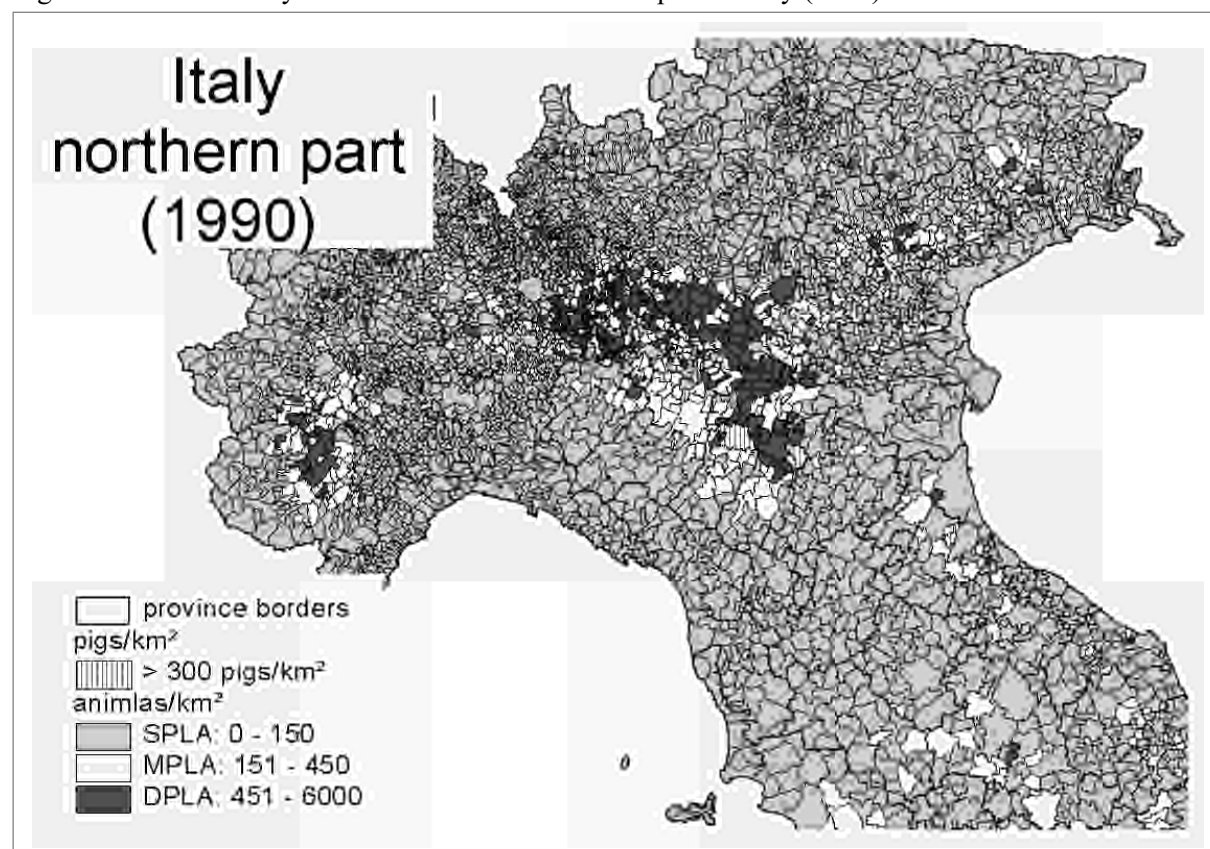 Italy
northern part
(1990)
province borders
pigs/km²
> 300 pigs/km²
animlas/km²
SPLA: 0 - 150
MPLA: 151 - 450
DPLA: 451 - 6000